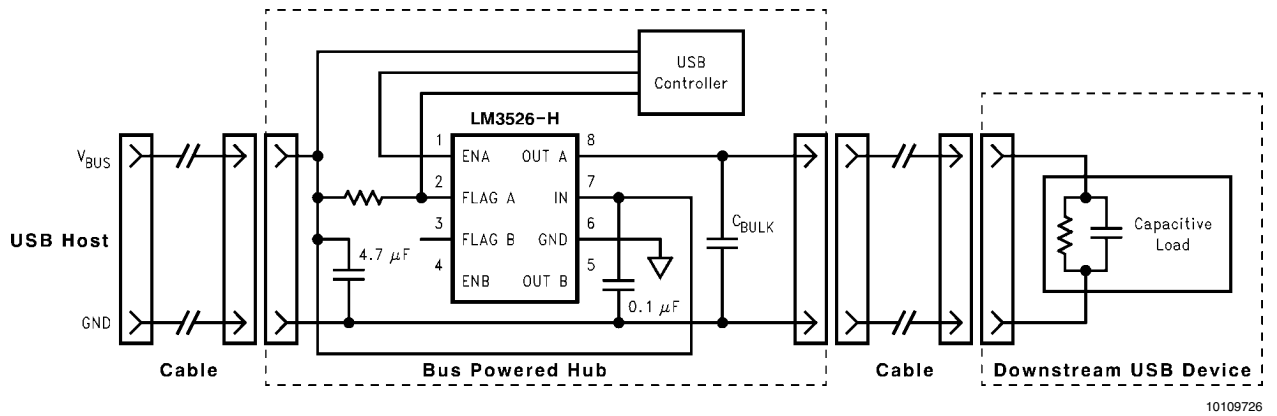 USB
Controller
LM3526-H
1
ENA
OUT A
8
2
FLAG A
IN
7
3
FLAG B
GND
6
4
ENB
OUT B
5
VBUS
USB Host
GND
4.7 μF
0.1 μF
CBULK
Capacitive
Load
Cable
Bus Powered Hub
Cable
Downstream USB Device
10109726